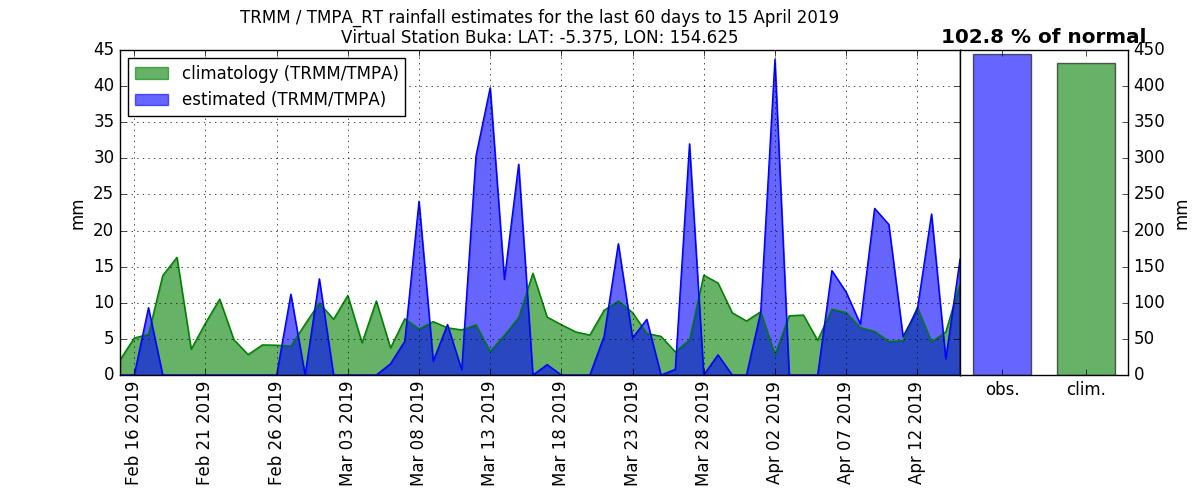 TRMM / TMPA_RT rainfall estimates for the last 60 days to 15 April 2019
Virtual Station Buka: LAT: -5.375, LON: 154.625
102.8 % of normal
climatology (TRMM/TMPA)
estimated (TRMM/TMPA)
mm
45
40
35
30
25
20
15
10
5
0
450
400
350
300
250
200
150
100
50
0
mm
obs.
clim.
Feb 16 2019
Feb 21 2019
Feb 26 2019
Mar 03 2019
Mar 08 2019
Mar 13 2019
Mar 18 2019
Mar 23 2019
Mar 28 2019
Apr 02 2019
Apr 07 2019
Apr 12 2019